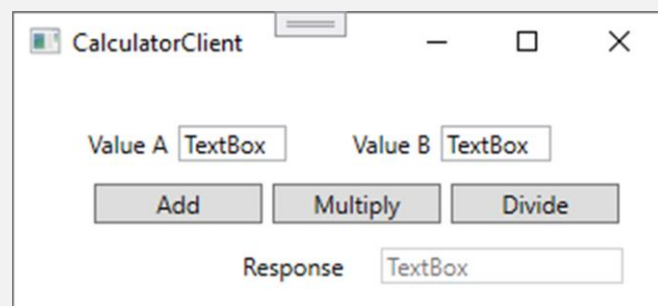 CalculatorClient
Value A TextBox Value B TextBox
Add Multiply Divide
Response TextBox